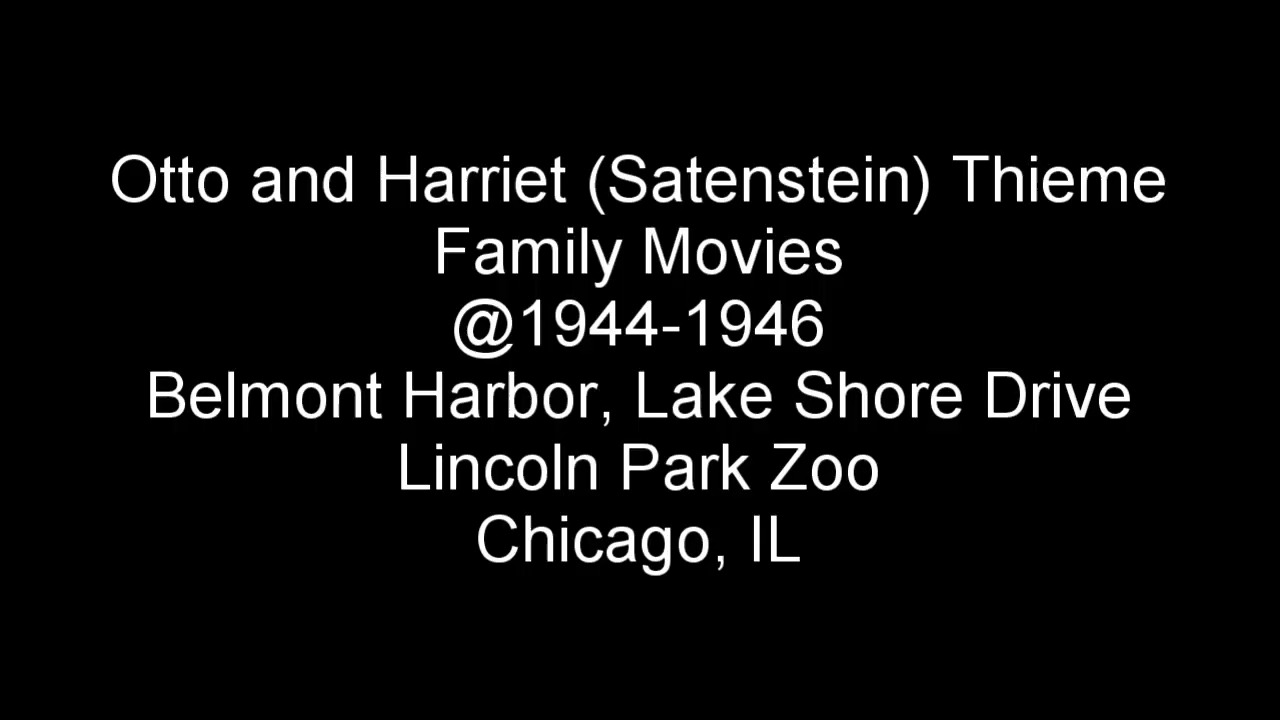 Otto and Harriet (Satenstein) Thieme
Family Movies
@1944-1946
Belmont Harbor, Lake Shore Drive
Lincoln Park Zoo
Chicago, IL